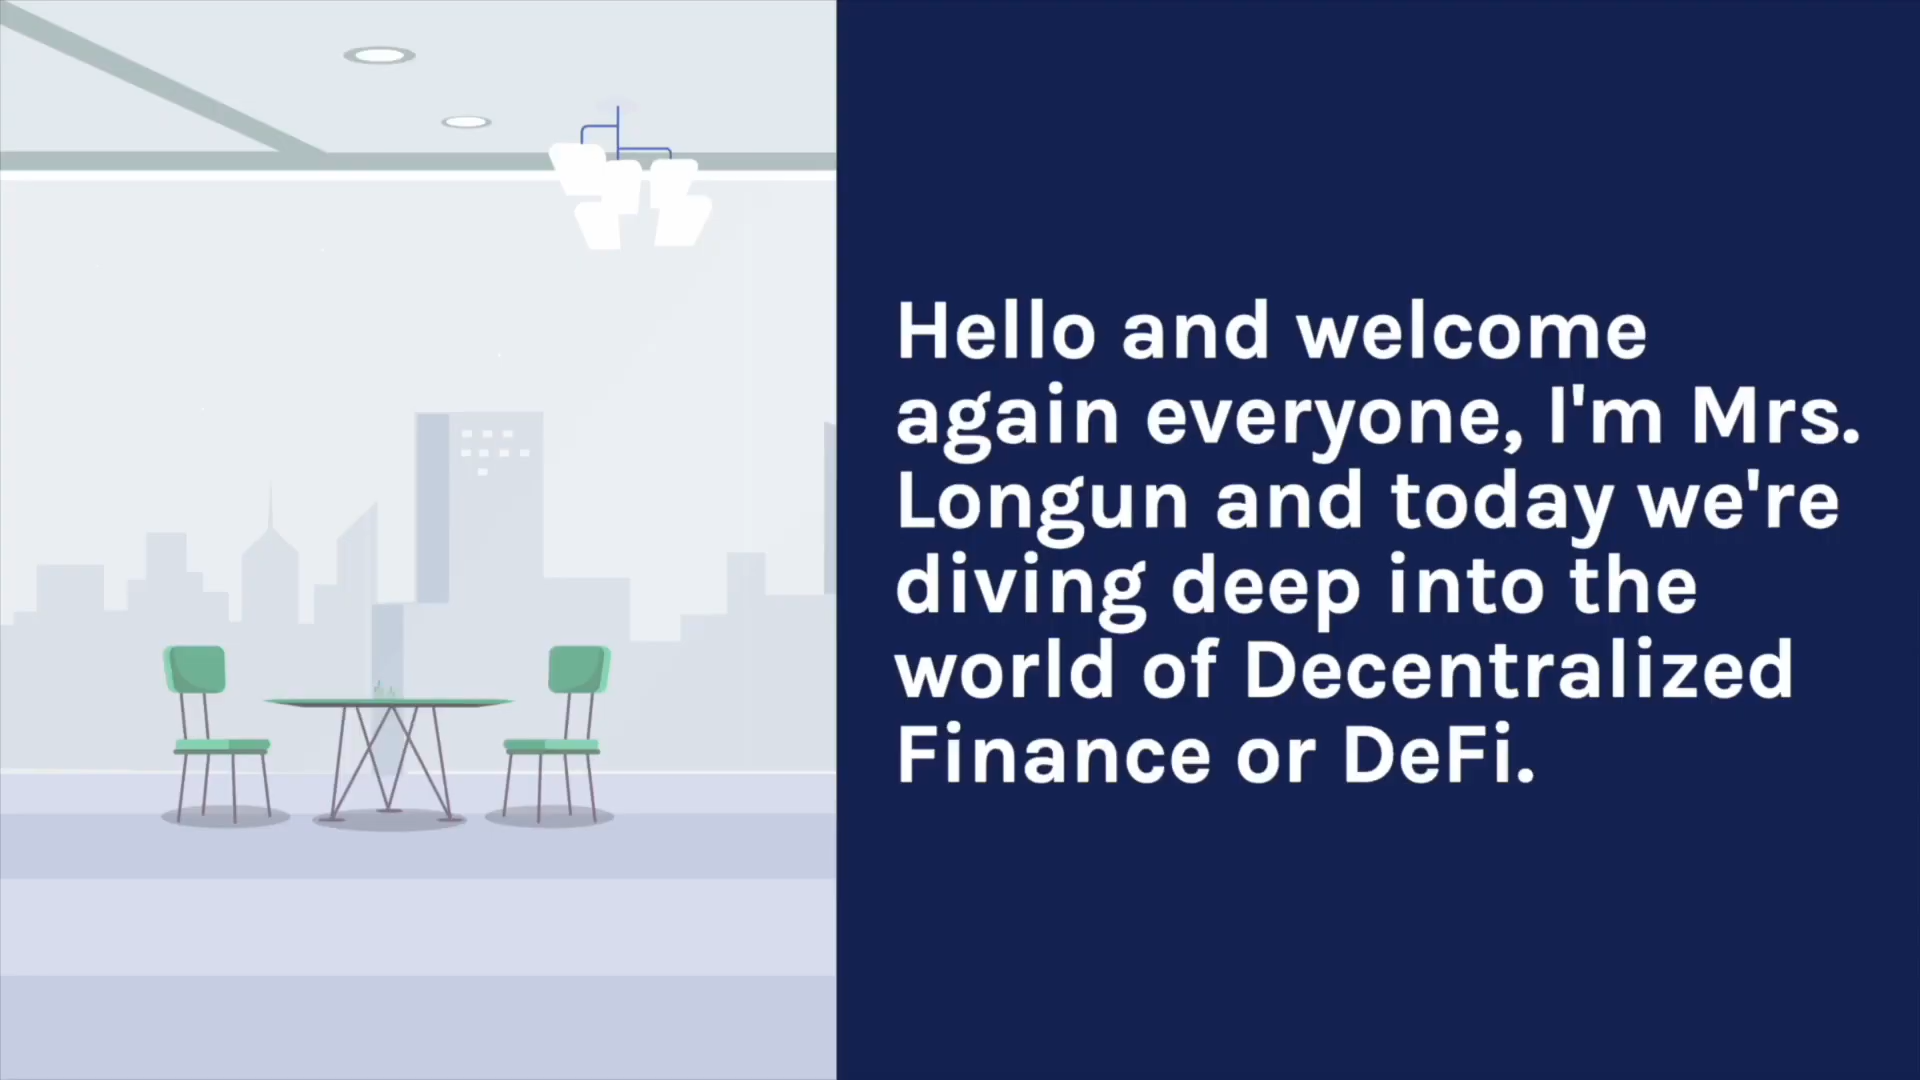 Hello and welcome
again everyone, I'm Mrs.
Longun and today we're
diving deep into the
world of Decentralized
Finance or DeFi.